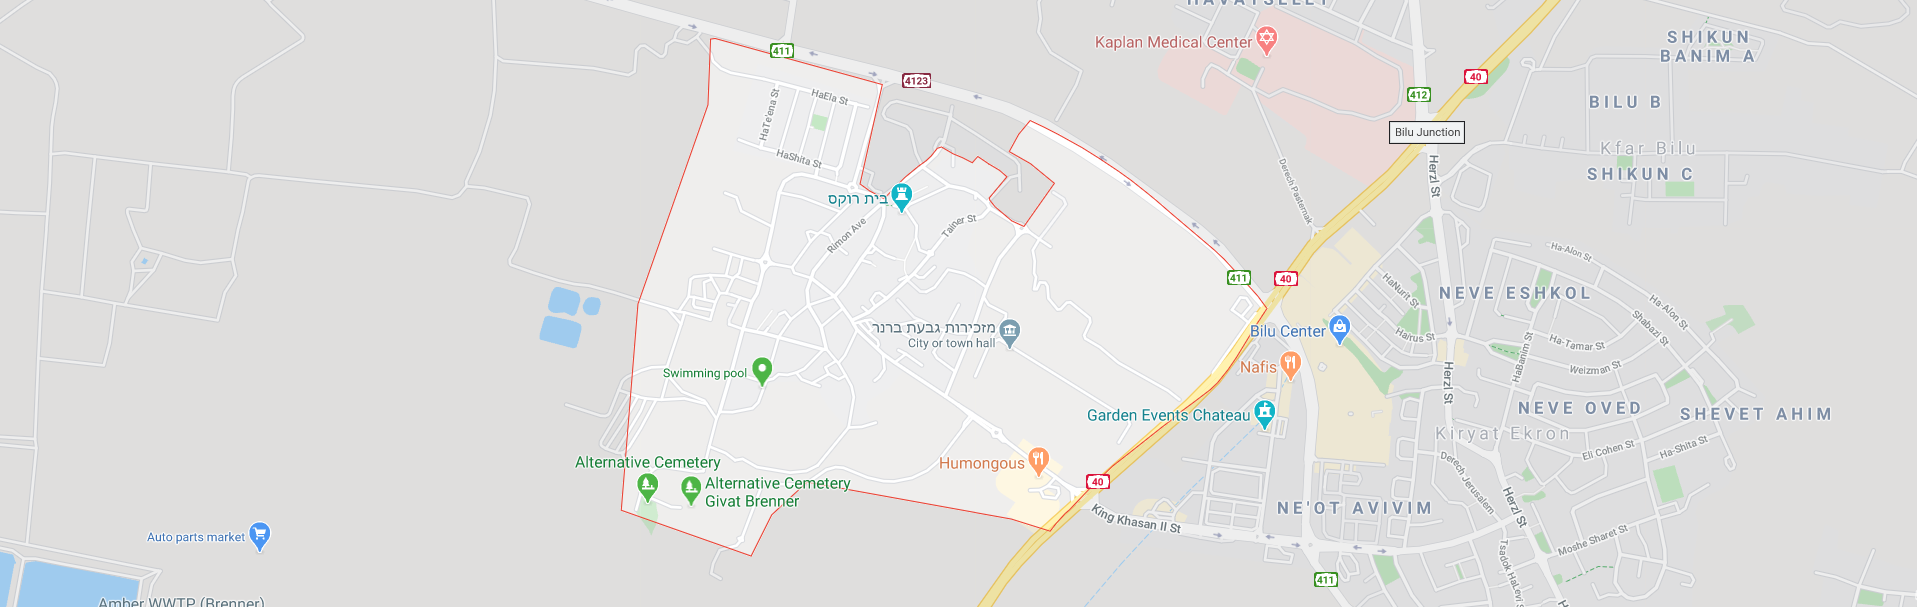 HAVATSELET
Kaplan Medical Center
SHIKUN
BANIM A
411
4123
40
412
BILU B
Bilu Junction
HaTe'ena St
HaEla St
HaShita St
Kfar Bilu
SHIKUN C
Herzl St
Derech Pasternak
בית רוקס
Rimon Ave
Tainer St
411
40
Ha-Alon St
HaNurit St
NEVE ESHKOL
Ha-Alon St
Shabazi St
מזכירות גבעת ברנר
City or town hall
Bilu Center
Hairus St
HaBanim St
Ha-Tamar St
Weizman St
Swimming pool
Nafis
Herzl St
Garden Events Chateau
NEVE OVED
SHEVET AHIM
Kiryat Ekron
Eli Cohen St
Ha-Shita St
Alternative Cemetery
Humongous
Derech Jerusalem
Alternative Cemetery
Givat Brenner
40
NE'OT AVIVIM
Herzl St
King Khasan II St
Auto parts market
Moshe Sharet St
Tsadok HaLevi St
411
Amber WWTP (Brenner)